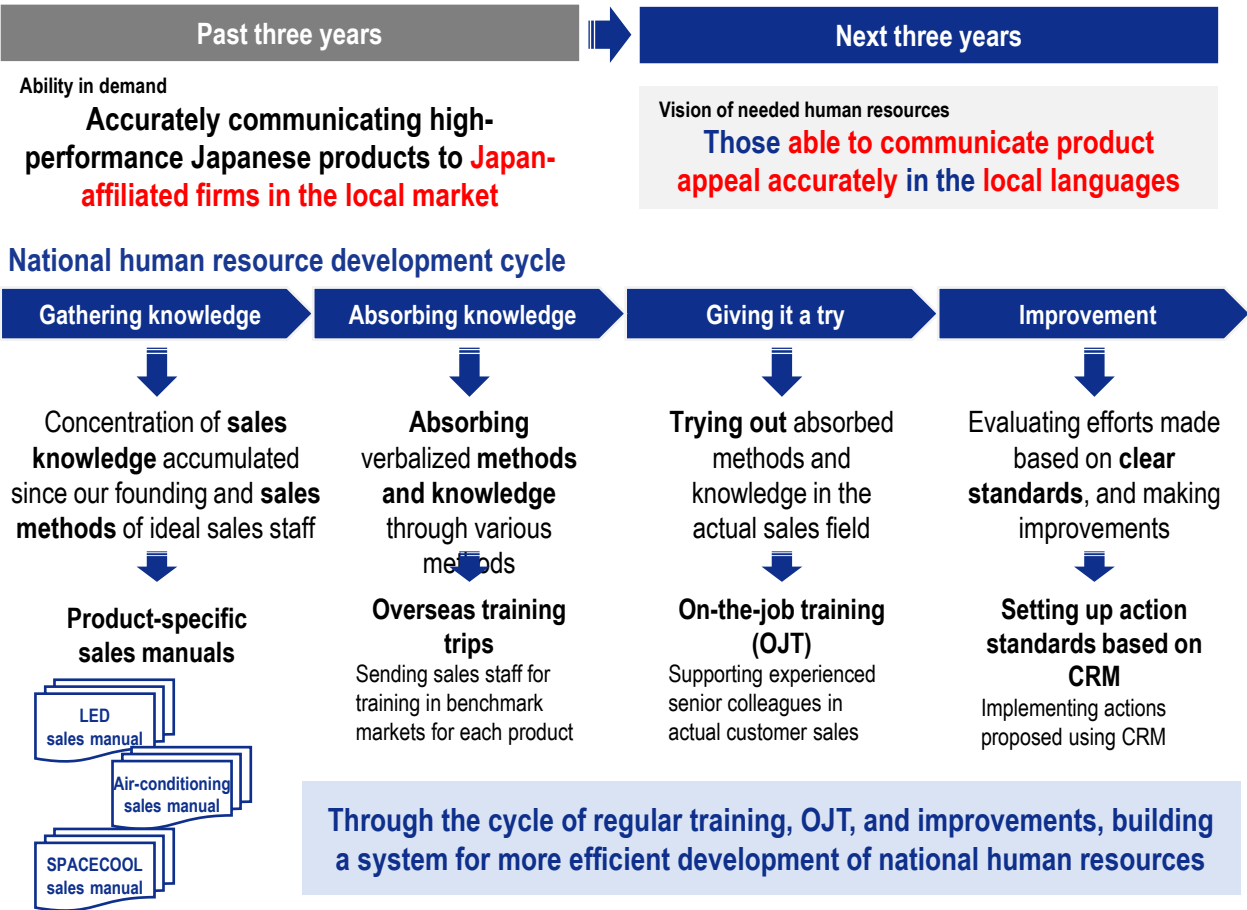 Past three years
Next three years
Ability in demand
Accurately communicating high-
performance Japanese products to Japan-
affiliated firms in the local market
Vision of needed human resources
Those able to communicate product
appeal accurately in the local languages
National human resource development cycle
Gathering knowledge
Absorbing knowledge
Giving it a try
Improvement
Concentration of sales
knowledge accumulated
since our founding and sales
methods of ideal sales staff
Absorbing
verbalized methods
and knowledge
through various
methods
Trying out absorbed
methods and
knowledge in the
actual sales field
Evaluating efforts made
based on clear
standards, and making
improvements
Product-specific
sales manuals
LED
sales manual
Air-conditioning
sales manual
SPACECOOL
sales manual
Overseas training
trips
Sending sales staff for
training in benchmark
markets for each product
On-the-job training
(OJT)
Supporting experienced
senior colleagues in
actual customer sales
Setting up action
standards based on
CRM
Implementing actions
proposed using CRM
Through the cycle of regular training, OJT, and improvements, building
a system for more efficient development of national human resources